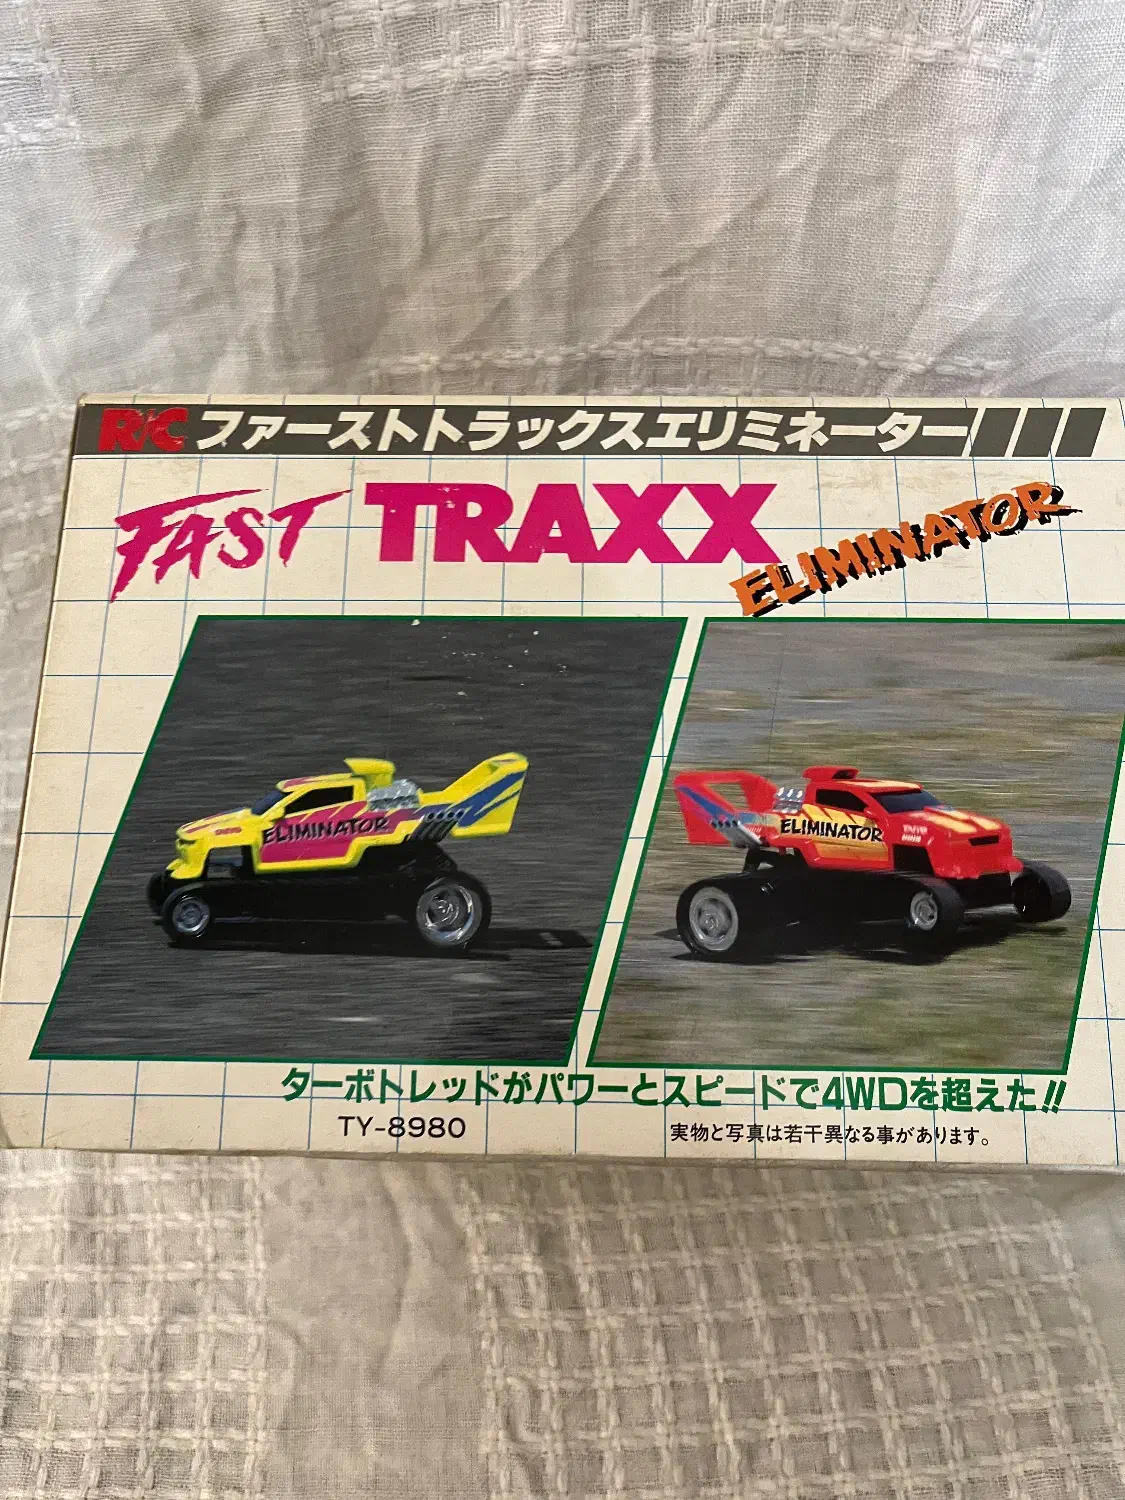 R/C ファーストトラックスエリミネーター
FAST TRAXX
ELIMINATOR
ELIMINATOR
ELIMINATOR
ターボトレッドがパワーとスピードで4WDを超えた!!
TY-8980
実物と写真は若干異なる事があります。